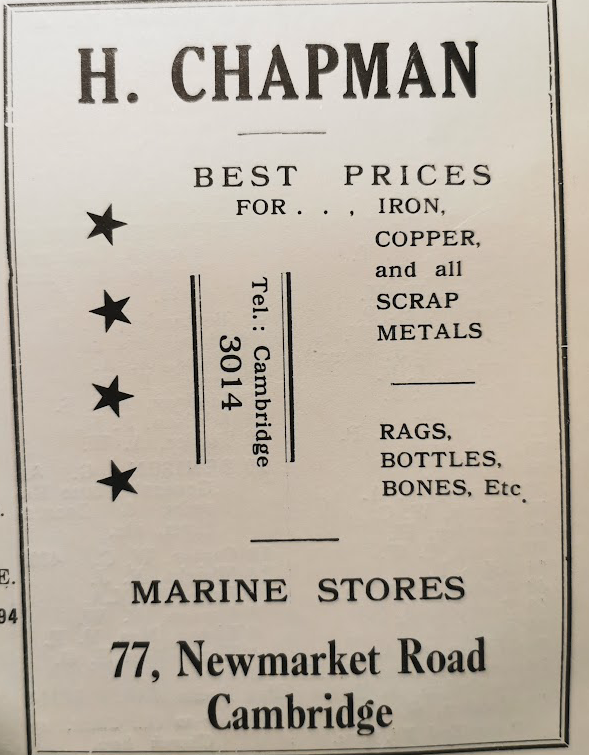 H. CHAPMAN
BEST PRICES
FOR . . , IRON,
COPPER,
and all
SCRAP
METALS
Tel.: Cambridge
3014
RAGS,
BOTTLES,
BONES, Etc.
MARINE STORES
77, Newmarket Road
Cambridge
E.
94